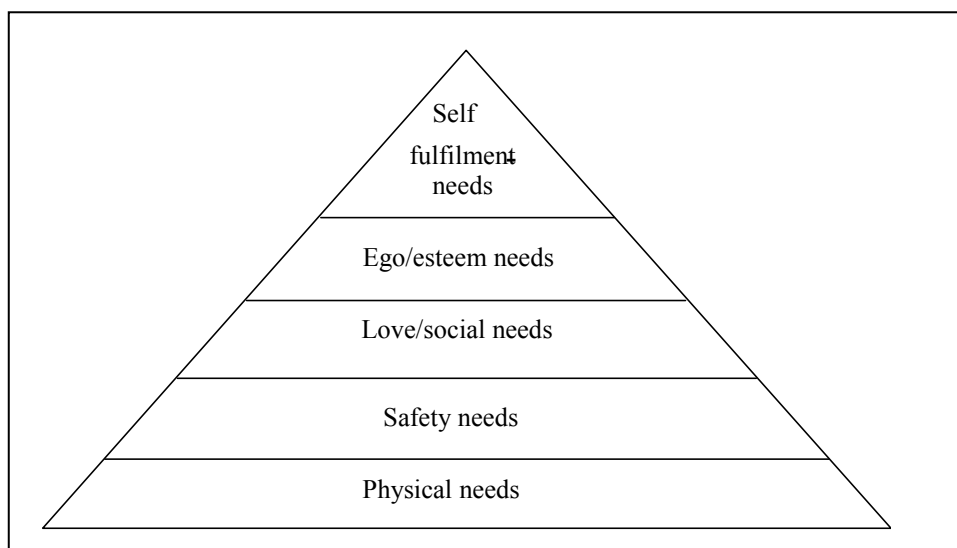 Self
fulfilment-
needs
Ego/esteem needs
Love/social needs
Safety needs
Physical needs